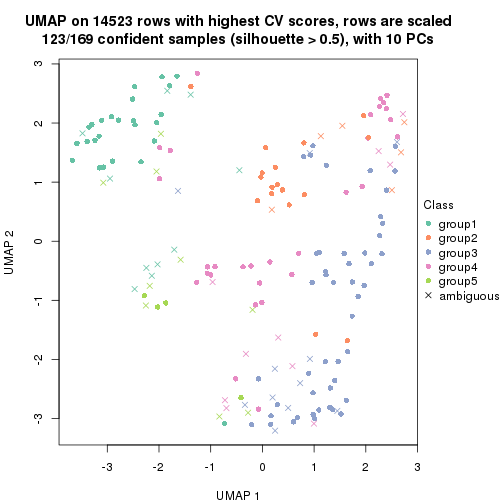 UMAP on 14523 rows with highest CV scores, rows are scaled
123/169 confident samples (silhouette > 0.5), with 10 PCs
3
2
1
0
-1
-2
-3
UMAP 2
-3
-2
-1
0
1
2
3
UMAP 1
Class
group1
group2
group3
group4
group5
ambiguous